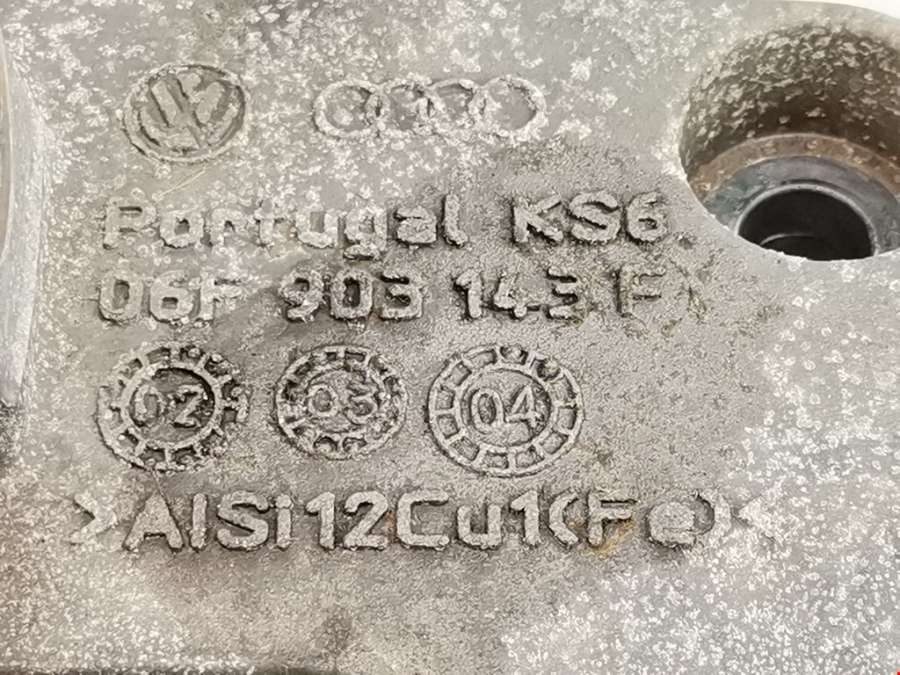 Portugal KS6
06F 903 143 F
02 03 04
>AlSi12Cu1(Fe)<